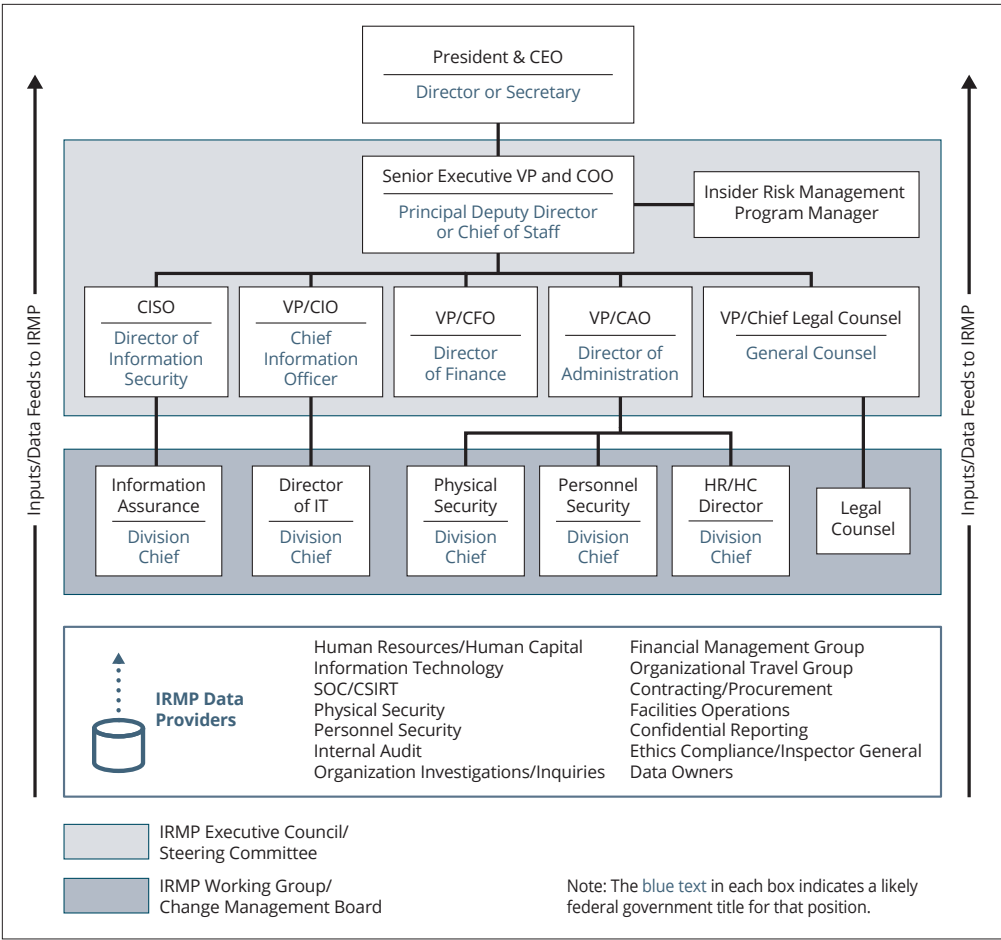 President & CEO
Director or Secretary
Senior Executive VP and COO
Principal Deputy Director
or Chief of Staff
Insider Risk Management
Program Manager
CISO
Director of
Information
Security
VP/CIO
Chief
Information
Officer
VP/CFO
Director
of Finance
VP/CAO
Director of
Administration
VP/Chief Legal Counsel
General Counsel
Inputs/Data Feeds to IRMP
Inputs/Data Feeds to IRMP
Information
Assurance
Division
Chief
Director
of IT
Division
Chief
Physical
Security
Division
Chief
Personnel
Security
Division
Chief
HR/HC
Director
Division
Chief
Legal
Counsel
IRMP Data
Providers
Human Resources/Human Capital
Information Technology
SOC/CSIRT
Physical Security
Personnel Security
Internal Audit
Organization Investigations/Inquiries
Financial Management Group
Organizational Travel Group
Contracting/Procurement
Facilities Operations
Confidential Reporting
Ethics Compliance/Inspector General
Data Owners
IRMP Executive Council/
Steering Committee
IRMP Working Group/
Change Management Board
Note: The blue text in each box indicates a likely
federal government title for that position.